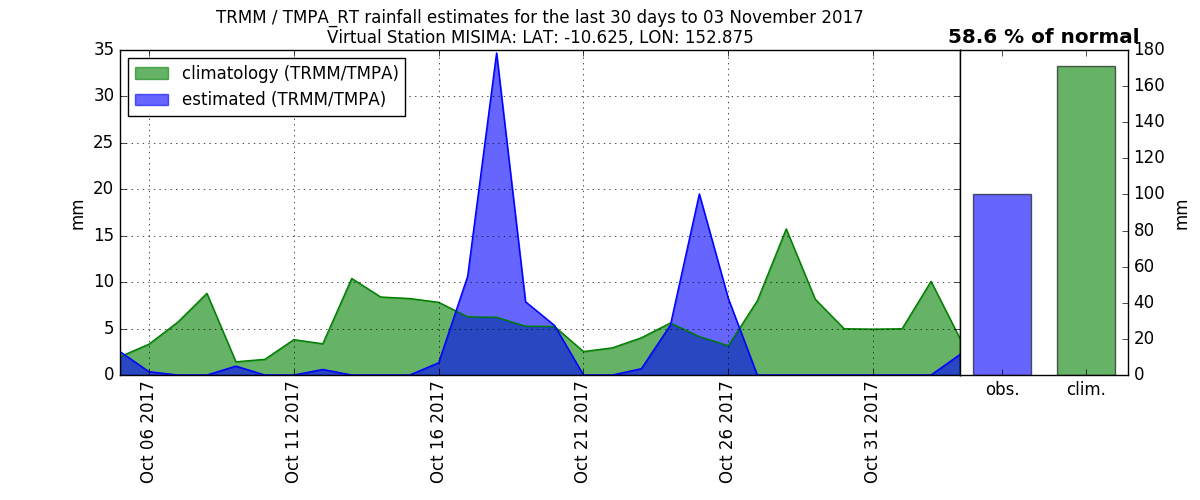 TRMM / TMPA_RT rainfall estimates for the last 30 days to 03 November 2017
Virtual Station MISIMA: LAT: -10.625, LON: 152.875
58.6 % of normal
climatology (TRMM/TMPA)
estimated (TRMM/TMPA)
35
30
25
20
15
10
5
0
mm
Oct 06 2017
Oct 11 2017
Oct 16 2017
Oct 21 2017
Oct 26 2017
Oct 31 2017
obs.
clim.
180
160
140
120
100
80
60
40
20
0
mm